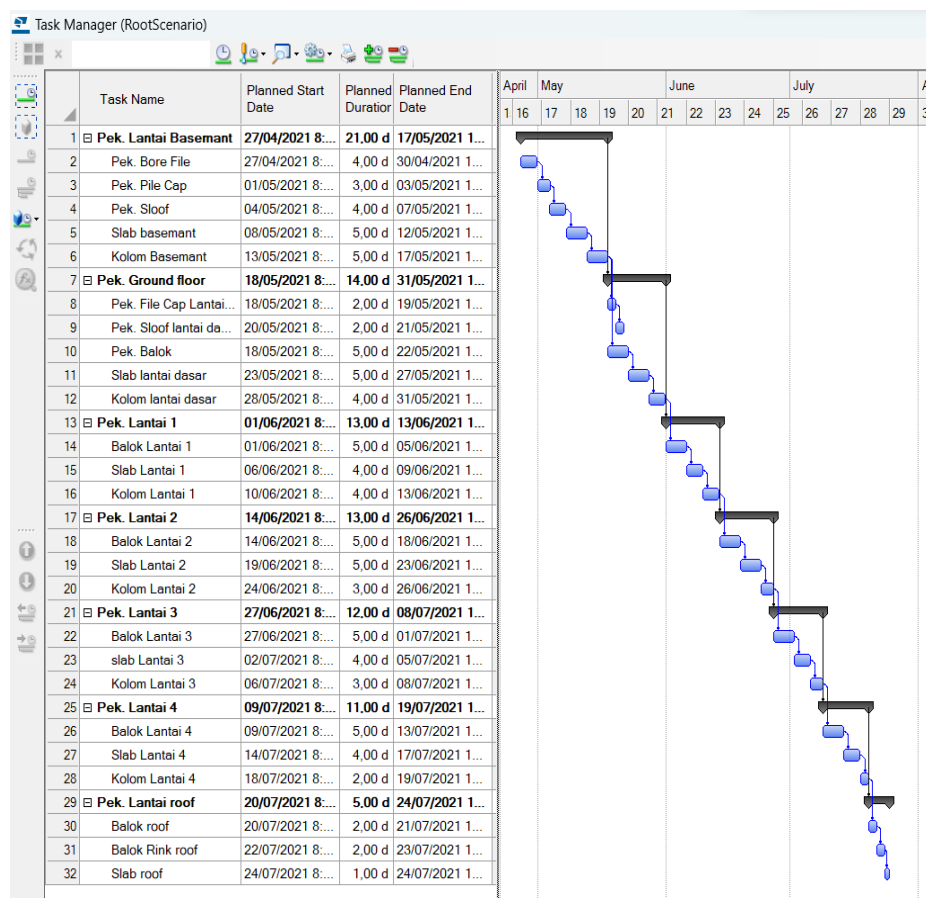 Task Manager (RootScenario)
Task Name Planned Start Date Planned Duration Planned End Date April May June July A
1 16 17 18 19 20 21 22 23 24 25 26 27 28 29 3
1 Pek. Lantai Basemant 27/04/2021 8:... 21,00 d 17/05/2021 1...
2 Pek. Bore File 27/04/2021 8:... 4,00 d 30/04/2021 1...
3 Pek. Pile Cap 01/05/2021 8:... 3,00 d 03/05/2021 1...
4 Pek. Sloof 04/05/2021 8:... 4,00 d 07/05/2021 1...
5 Slab basemant 08/05/2021 8:... 5,00 d 12/05/2021 1...
6 Kolom Basemant 13/05/2021 8:... 5,00 d 17/05/2021 1...
7 Pek. Ground floor 18/05/2021 8:... 14,00 d 31/05/2021 1...
8 Pek. File Cap Lantai... 18/05/2021 8:... 2,00 d 19/05/2021 1...
9 Pek. Sloof lantai da... 20/05/2021 8:... 2,00 d 21/05/2021 1...
10 Pek. Balok 18/05/2021 8:... 5,00 d 22/05/2021 1...
11 Slab lantai dasar 23/05/2021 8:... 5,00 d 27/05/2021 1...
12 Kolom lantai dasar 28/05/2021 8:... 4,00 d 31/05/2021 1...
13 Pek. Lantai 1 01/06/2021 8:... 13,00 d 13/06/2021 1...
14 Balok Lantai 1 01/06/2021 8:... 5,00 d 05/06/2021 1...
15 Slab Lantai 1 06/06/2021 8:... 4,00 d 09/06/2021 1...
16 Kolom Lantai 1 10/06/2021 8:... 4,00 d 13/06/2021 1...
17 Pek. Lantai 2 14/06/2021 8:... 13,00 d 26/06/2021 1...
18 Balok Lantai 2 14/06/2021 8:... 5,00 d 18/06/2021 1...
19 Slab Lantai 2 19/06/2021 8:... 5,00 d 23/06/2021 1...
20 Kolom Lantai 2 24/06/2021 8:... 3,00 d 26/06/2021 1...
21 Pek. Lantai 3 27/06/2021 8:... 12,00 d 08/07/2021 1...
22 Balok Lantai 3 27/06/2021 8:... 5,00 d 01/07/2021 1...
23 slab Lantai 3 02/07/2021 8:... 4,00 d 05/07/2021 1...
24 Kolom Lantai 3 06/07/2021 8:... 3,00 d 08/07/2021 1...
25 Pek. Lantai 4 09/07/2021 8:... 11,00 d 19/07/2021 1...
26 Balok Lantai 4 09/07/2021 8:... 5,00 d 13/07/2021 1...
27 Slab Lantai 4 14/07/2021 8:... 4,00 d 17/07/2021 1...
28 Kolom Lantai 4 18/07/2021 8:... 2,00 d 19/07/2021 1...
29 Pek. Lantai roof 20/07/2021 8:... 5,00 d 24/07/2021 1...
30 Balok roof 20/07/2021 8:... 2,00 d 21/07/2021 1...
31 Balok Rink roof 22/07/2021 8:... 2,00 d 23/07/2021 1...
32 Slab roof 24/07/2021 8:... 1,00 d 24/07/2021 1...